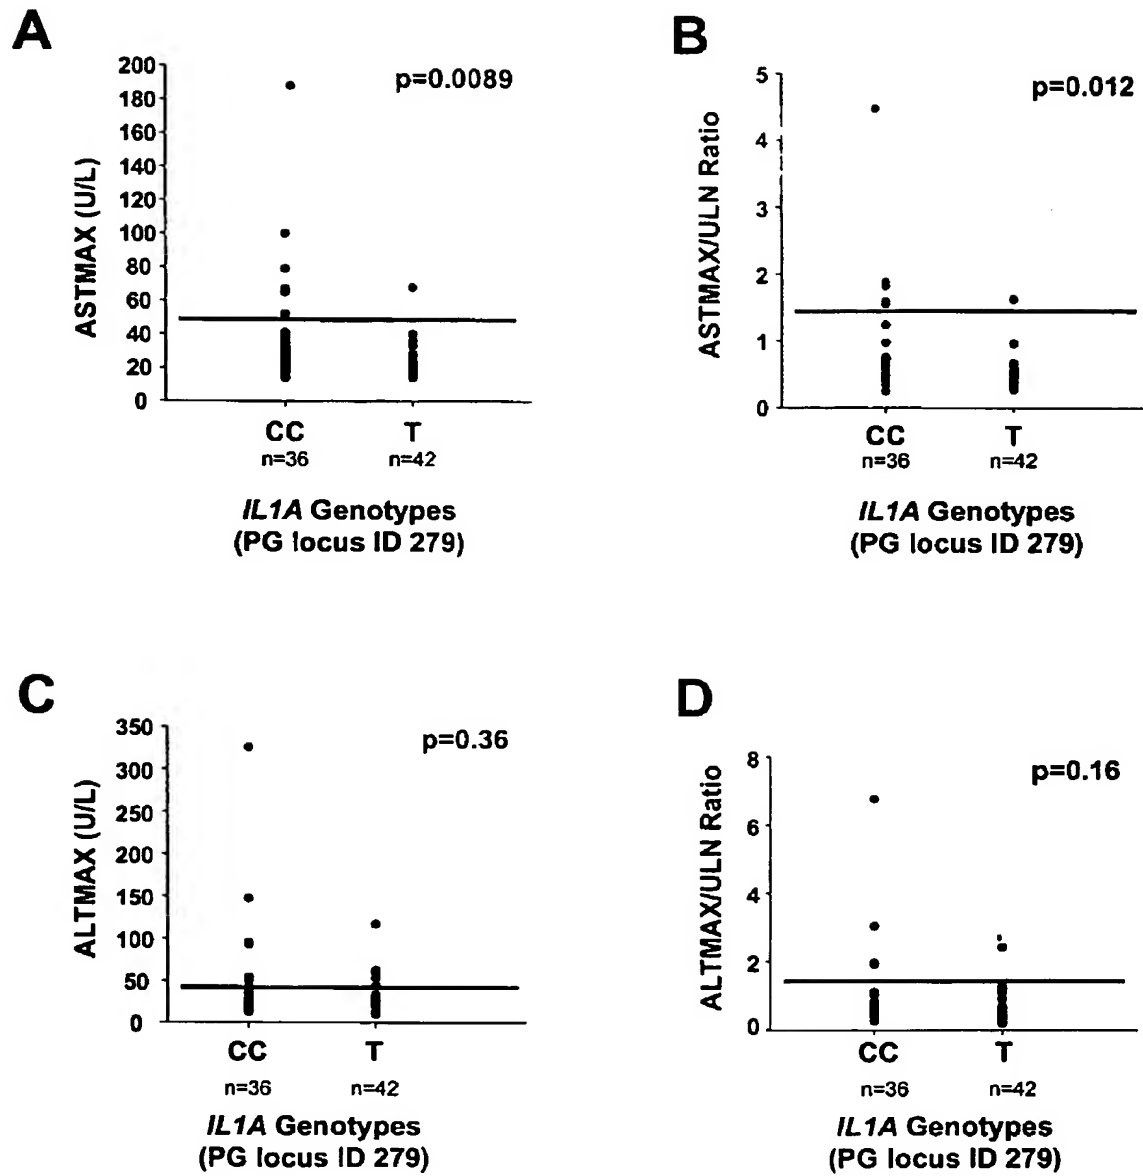 A
p=0.0089
ASTMAX (U/L)
200
180
160
140
120
100
80
60
40
20
0
CC
T
n=36
n=42
IL1A Genotypes
(PG locus ID 279)
B
p=0.012
ASTMAX/ULN Ratio
5
4
3
2
1
0
CC
T
n=36
n=42
IL1A Genotypes
(PG locus ID 279)
C
p=0.36
ALTMAX (U/L)
350
300
250
200
150
100
50
0
CC
T
n=36
n=42
IL1A Genotypes
(PG locus ID 279)
D
p=0.16
ALTMAX/ULN Ratio
8
6
4
2
0
CC
T
n=36
n=42
IL1A Genotypes
(PG locus ID 279)